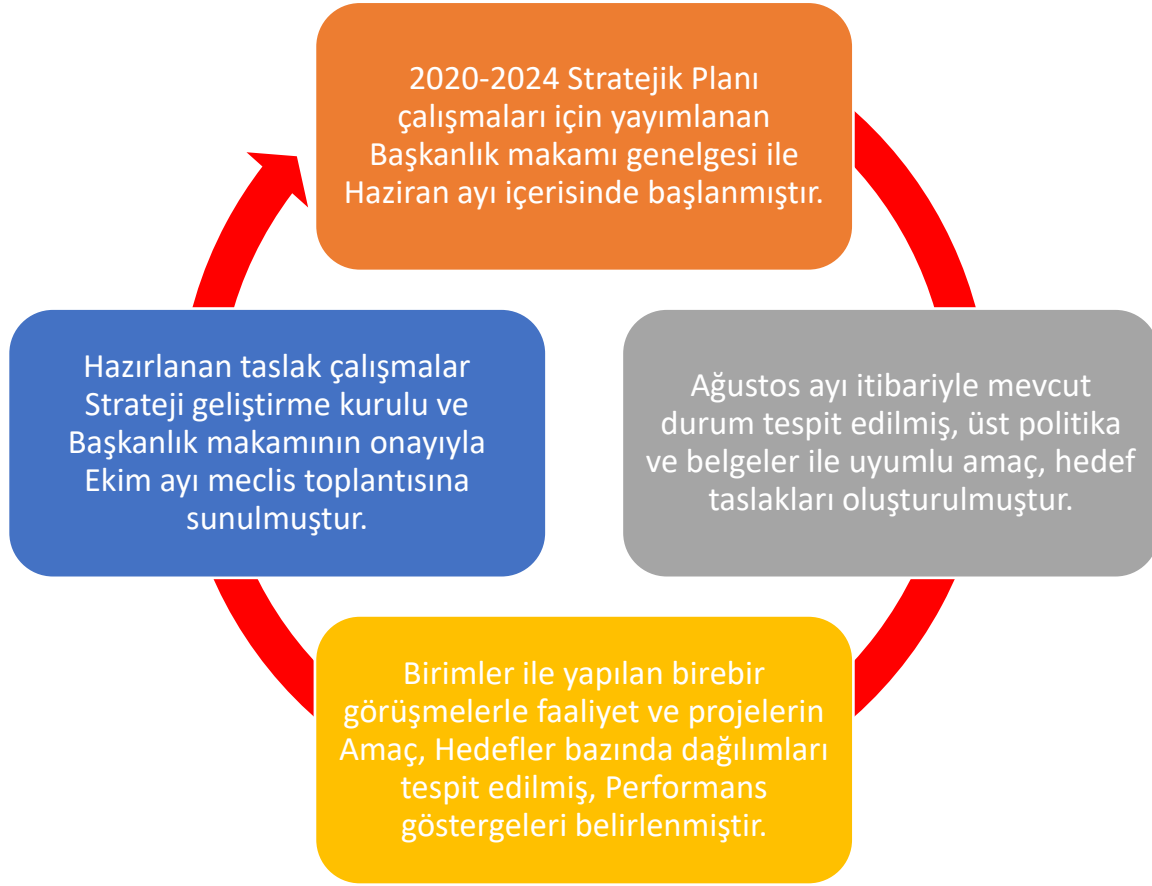 2020-2024 Stratejik Planı
çalışmaları için yayımlanan
Başkanlık makamı genelgesi ile
Haziran ayı içerisinde başlanmıştır.
Ağustos ayı itibariyle mevcut
durum tespit edilmiş, üst politika
ve belgeler ile uyumlu amaç, hedef
taslakları oluşturulmuştur.
Birimler ile yapılan birebir
görüşmelerle faaliyet ve projelerin
Amaç, Hedefler bazında dağılımları
tespit edilmiş, Performans
göstergeleri belirlenmiştir.
Hazırlanan taslak çalışmalar
Strateji geliştirme kurulu ve
Başkanlık makamının onayıyla
Ekim ayı meclis toplantısına
sunulmuştur.